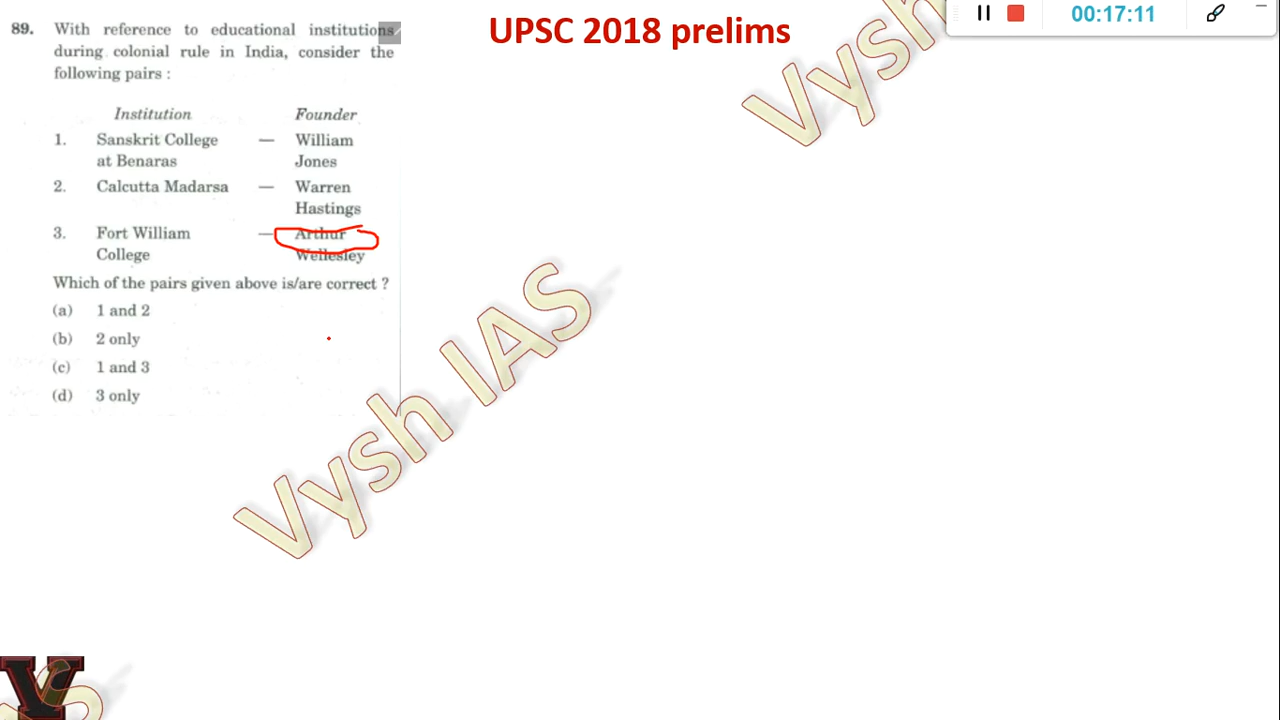 UPSC 2018 prelims
00:17:11
89. With reference to educational institutions
during colonial rule in India, consider the
following pairs :
Institution Founder
1. Sanskrit College — William
at Benaras Jones
2. Calcutta Madarsa — Warren
Hastings
3. Fort William — Arthur
College Wellesley
Which of the pairs given above is/are correct ?
(a) 1 and 2
(b) 2 only
(c) 1 and 3
(d) 3 only
Vysh
Vysh IAS
V
S